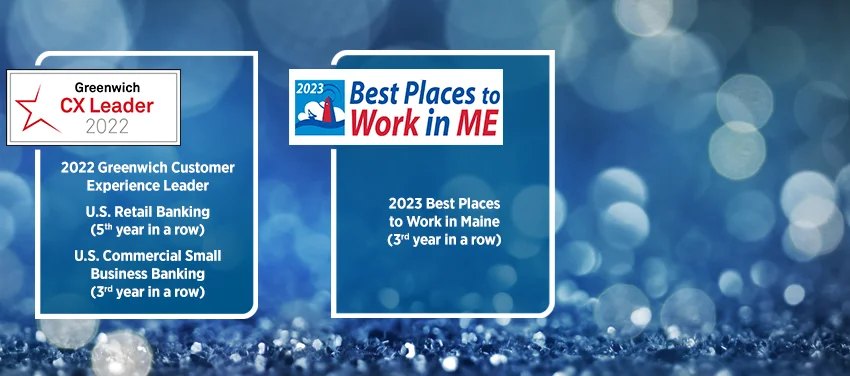 Greenwich
CX Leader
2022
2022 Greenwich Customer
Experience Leader
U.S. Retail Banking
(5th year in a row)
U.S. Commercial Small
Business Banking
(3rd year in a row)
2023
Best Places to
Work in ME
2023 Best Places
to Work in Maine
(3rd year in a row)